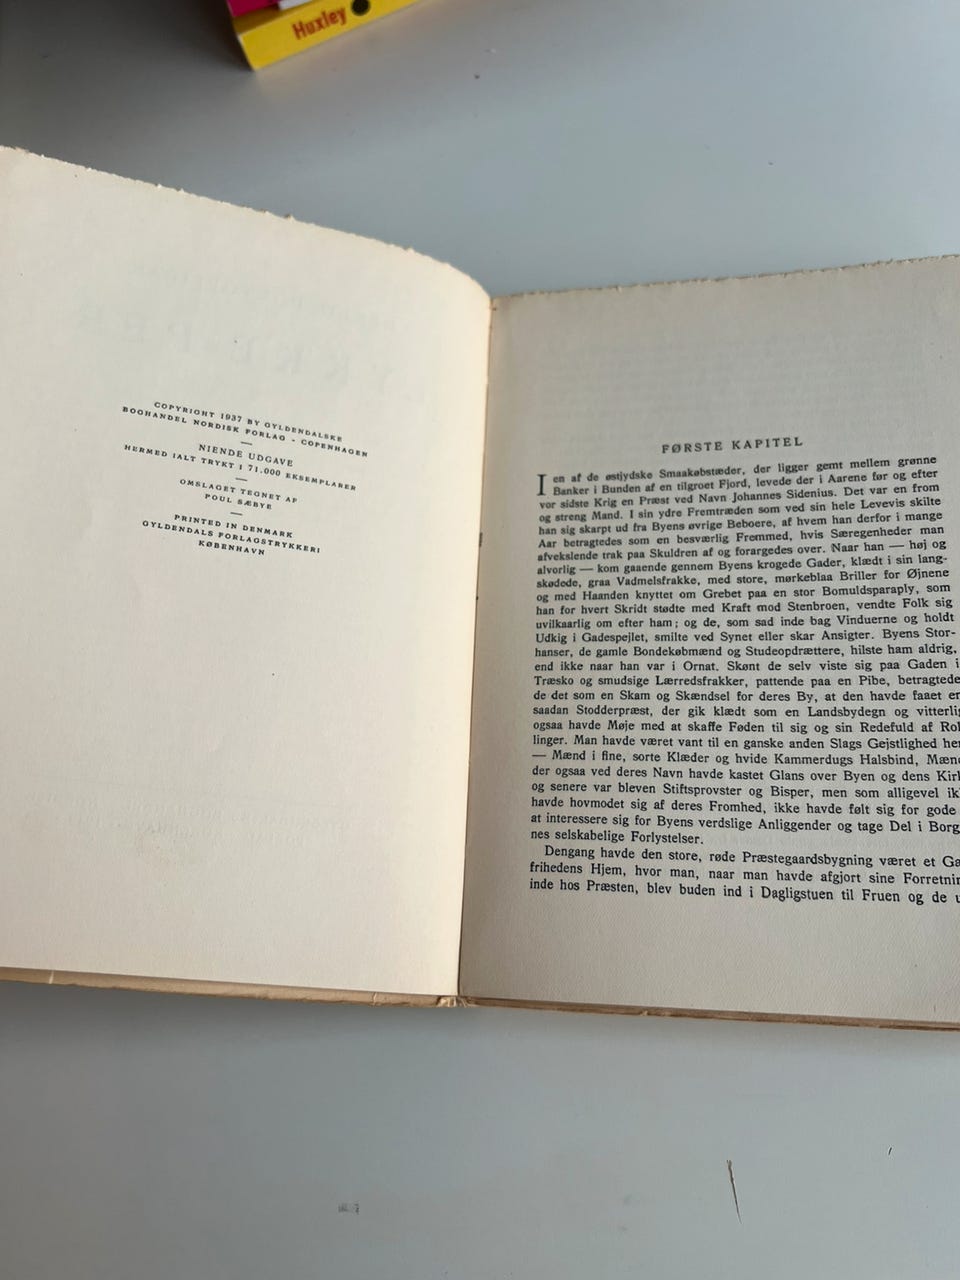 Huxley
COPYRIGHT 1937 BY GYLDENDALSKE
BOGHANDEL NORDISK FORLAG - COPENHAGEN
NIENDE UDGAVE
HERMED IALT TRYKT I 71.000 EKSEMPLARER
OMSLAGET TEGNET AF
POUL SÆBYE
PRINTED IN DENMARK
GYLDENDALS FORLAGSTRYKKERI
KØBENHAVN
FØRSTE KAPITEL
I en af de østjydske Smaakøbstæder, der ligger gemt mellem grønne
Banker i Bunden af en tilgroet Fjord, levede der i Aarene før og efter
vor sidste Krig en Præst ved Navn Johannes Sidenius. Det var en from
og streng Mand. I sin ydre Fremtræden som ved sin hele Levevis skilte
han sig skarpt ud fra Byens øvrige Beboere, af hvem han derfor i mange
Aar betragtedes som en besværlig Fremmed, hvis Særegenheder man
afvekslende trak paa Skuldren af og forargedes over. Naar han — høj og
alvorlig — kom gaaende gennem Byens krogede Gader, klædt i sin lang-
skødede, graa Vadmelsfrakke, med store, mørkeblaa Briller for Øjnene
og med Haanden knyttet om Grebet paa en stor Bomuldsparaply, som
han for hvert Skridt stødte med Kraft mod Stenbroen, vendte Folk sig
uvilkaarlig om efter ham; og de, som sad inde bag Vinduerne og holdt
Udkig i Gadespejlet, smilte ved Synet eller skar Ansigter. Byens Stor-
hanser, de gamle Bondekøbmænd og Studeopdrættere, hilste ham aldrig,
end ikke naar han var i Ornat. Skønt de selv viste sig paa Gaden i
Træsko og smudsige Lærredsfrakker, pattende paa en Pibe, betragtede
de det som en Skam og Skændsel for deres By, at den havde faaet en
saadan Stodderpræst, der gik klædt som en Landsbydegn og vitterlig
ogsaa havde Møje med at skaffe Føden til sig og sin Redefuld af Rol
linger. Man havde været vant til en ganske anden Slags Gejstlighed her
— Mænd i fine, sorte Klæder og hvide Kammerdugs Halsbind, Mænd
der ogsaa ved deres Navn havde kastet Glans over Byen og dens Kirk
og senere var bleven Stiftsprovster og Bisper, men som alligevel ik
havde hovmodet sig af deres Fromhed, ikke havde følt sig for gode
at interessere sig for Byens verdslige Anliggender og tage Del i Borg
nes selskabelige Forlystelser.
Dengang havde den store, røde Præstegaardsbygning været et Gæ
frihedens Hjem, hvor man, naar man havde afgjort sine Forretnin
inde hos Præsten, blev buden ind i Dagligstuen til Fruen og de u